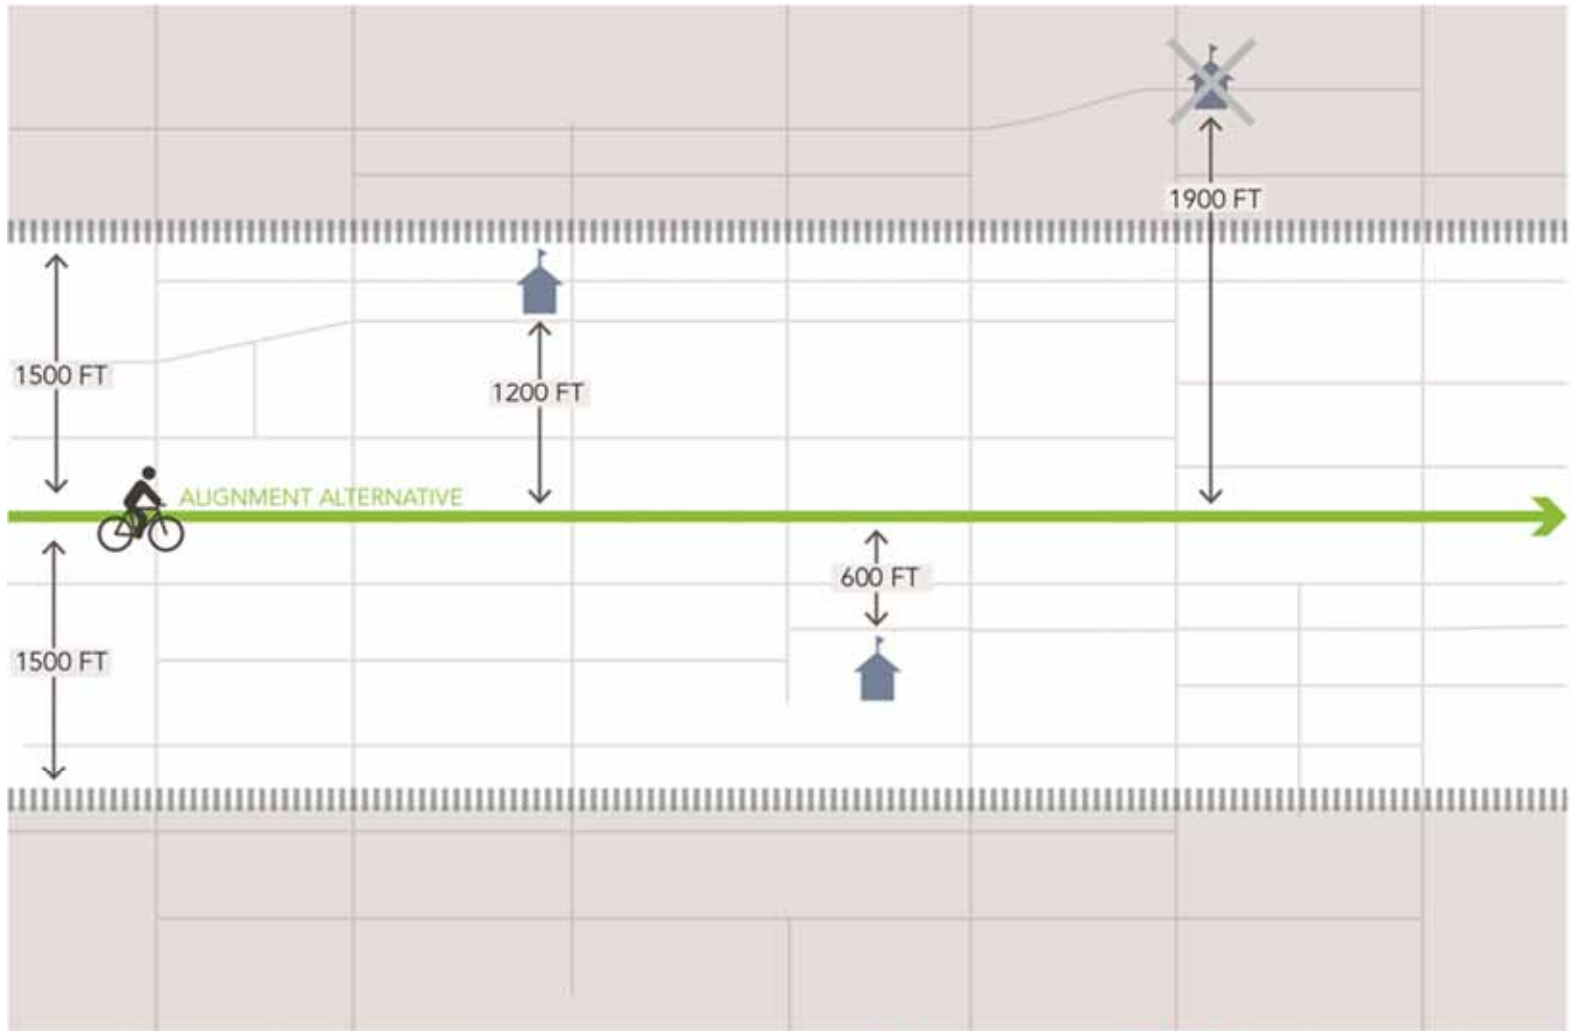 1900 FT
1500 FT
1200 FT
ALIGNMENT ALTERNATIVE
600 FT
1500 FT